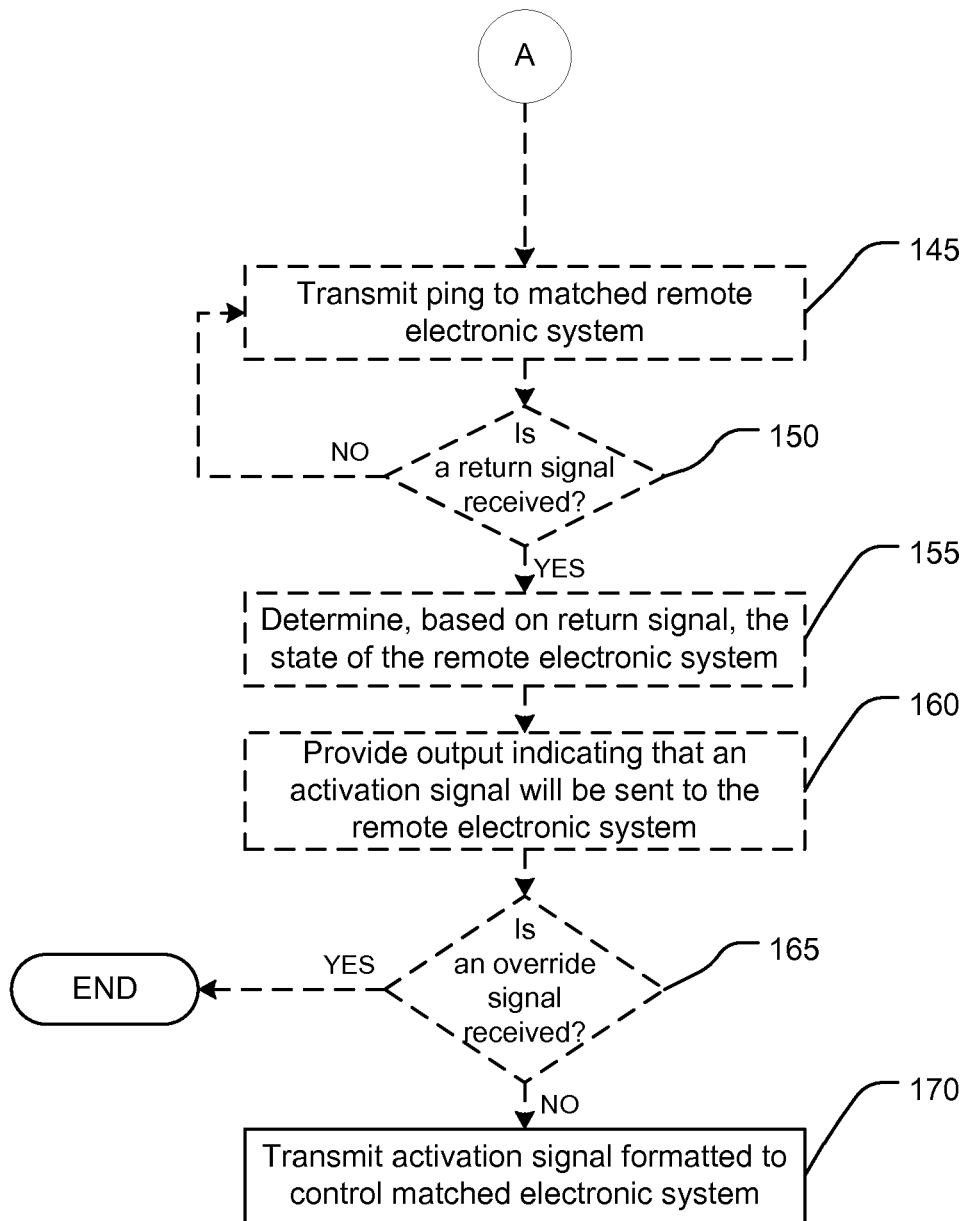 A
145
Transmit ping to matched remote
electronic system
150
Is
a return signal
received?
NO
YES
155
Determine, based on return signal, the
state of the remote electronic system
160
Provide output indicating that an
activation signal will be sent to the
remote electronic system
165
Is
an override
signal
received?
YES
END
NO
170
Transmit activation signal formatted to
control matched electronic system